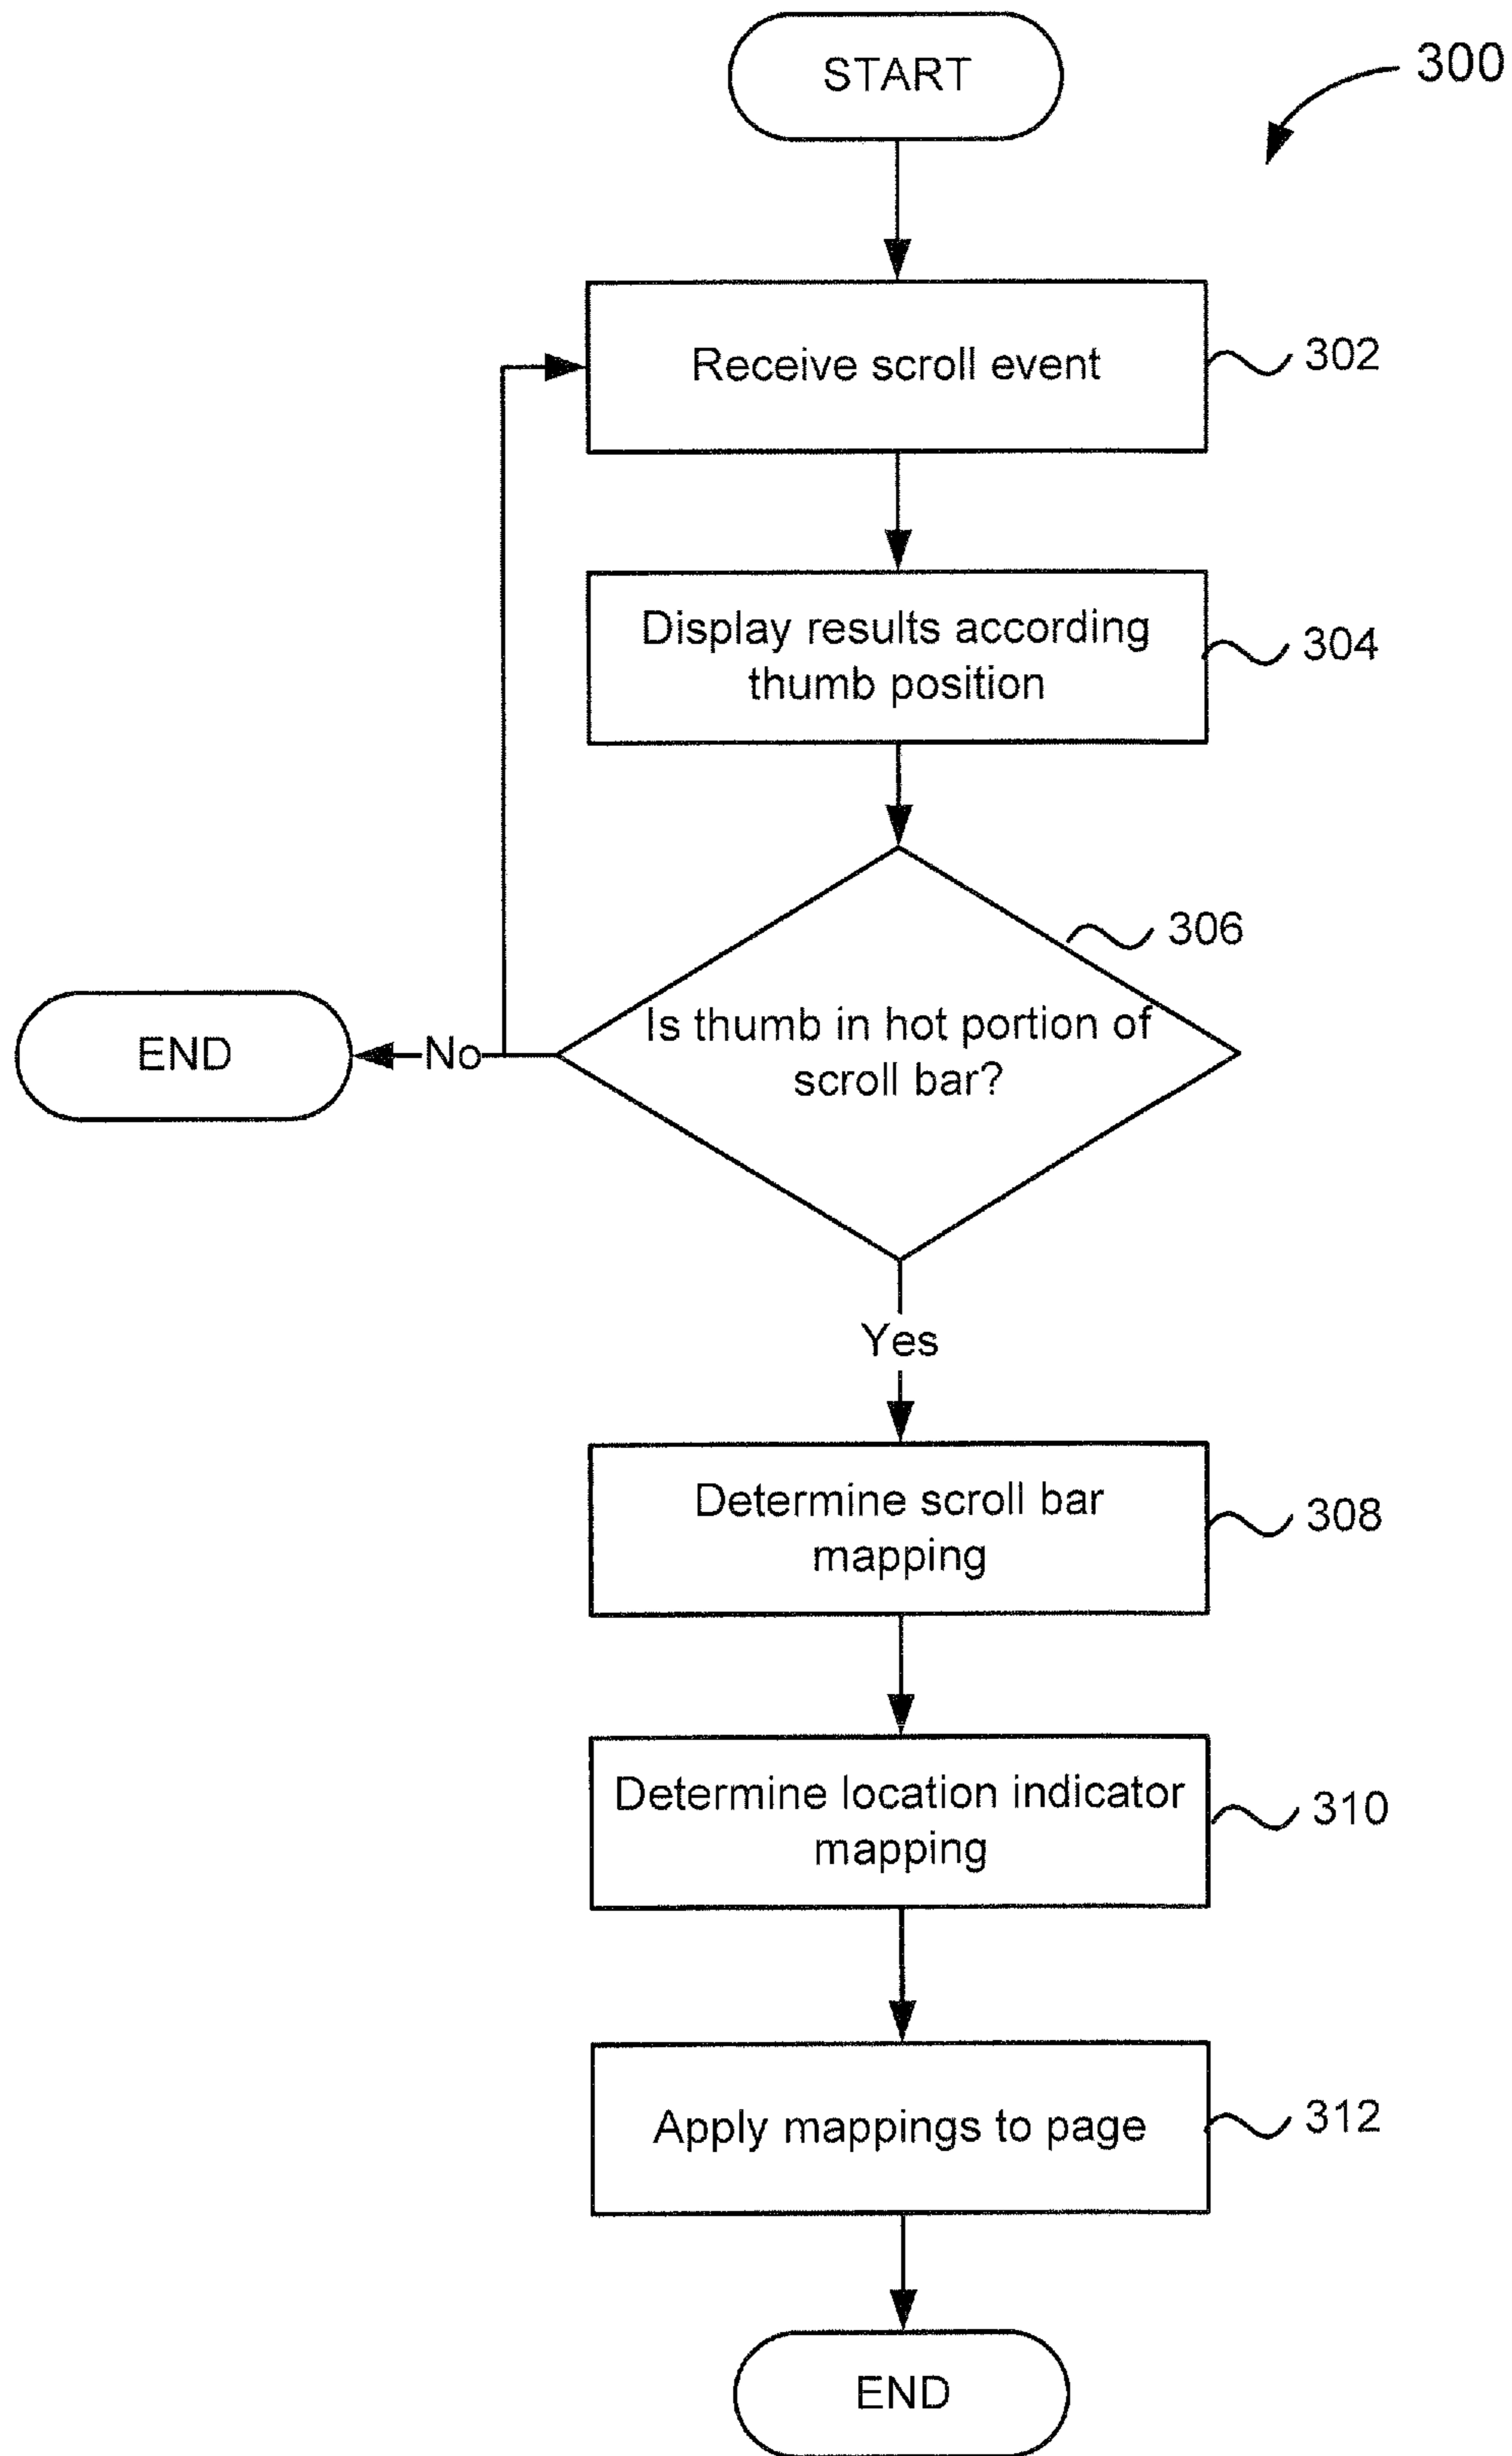 START
300
Receive scroll event
302
Display results according
thumb position
304
306
Is thumb in hot portion of
scroll bar?
END
No
Yes
Determine scroll bar
mapping
308
Determine location indicator
mapping
310
Apply mappings to page
312
END